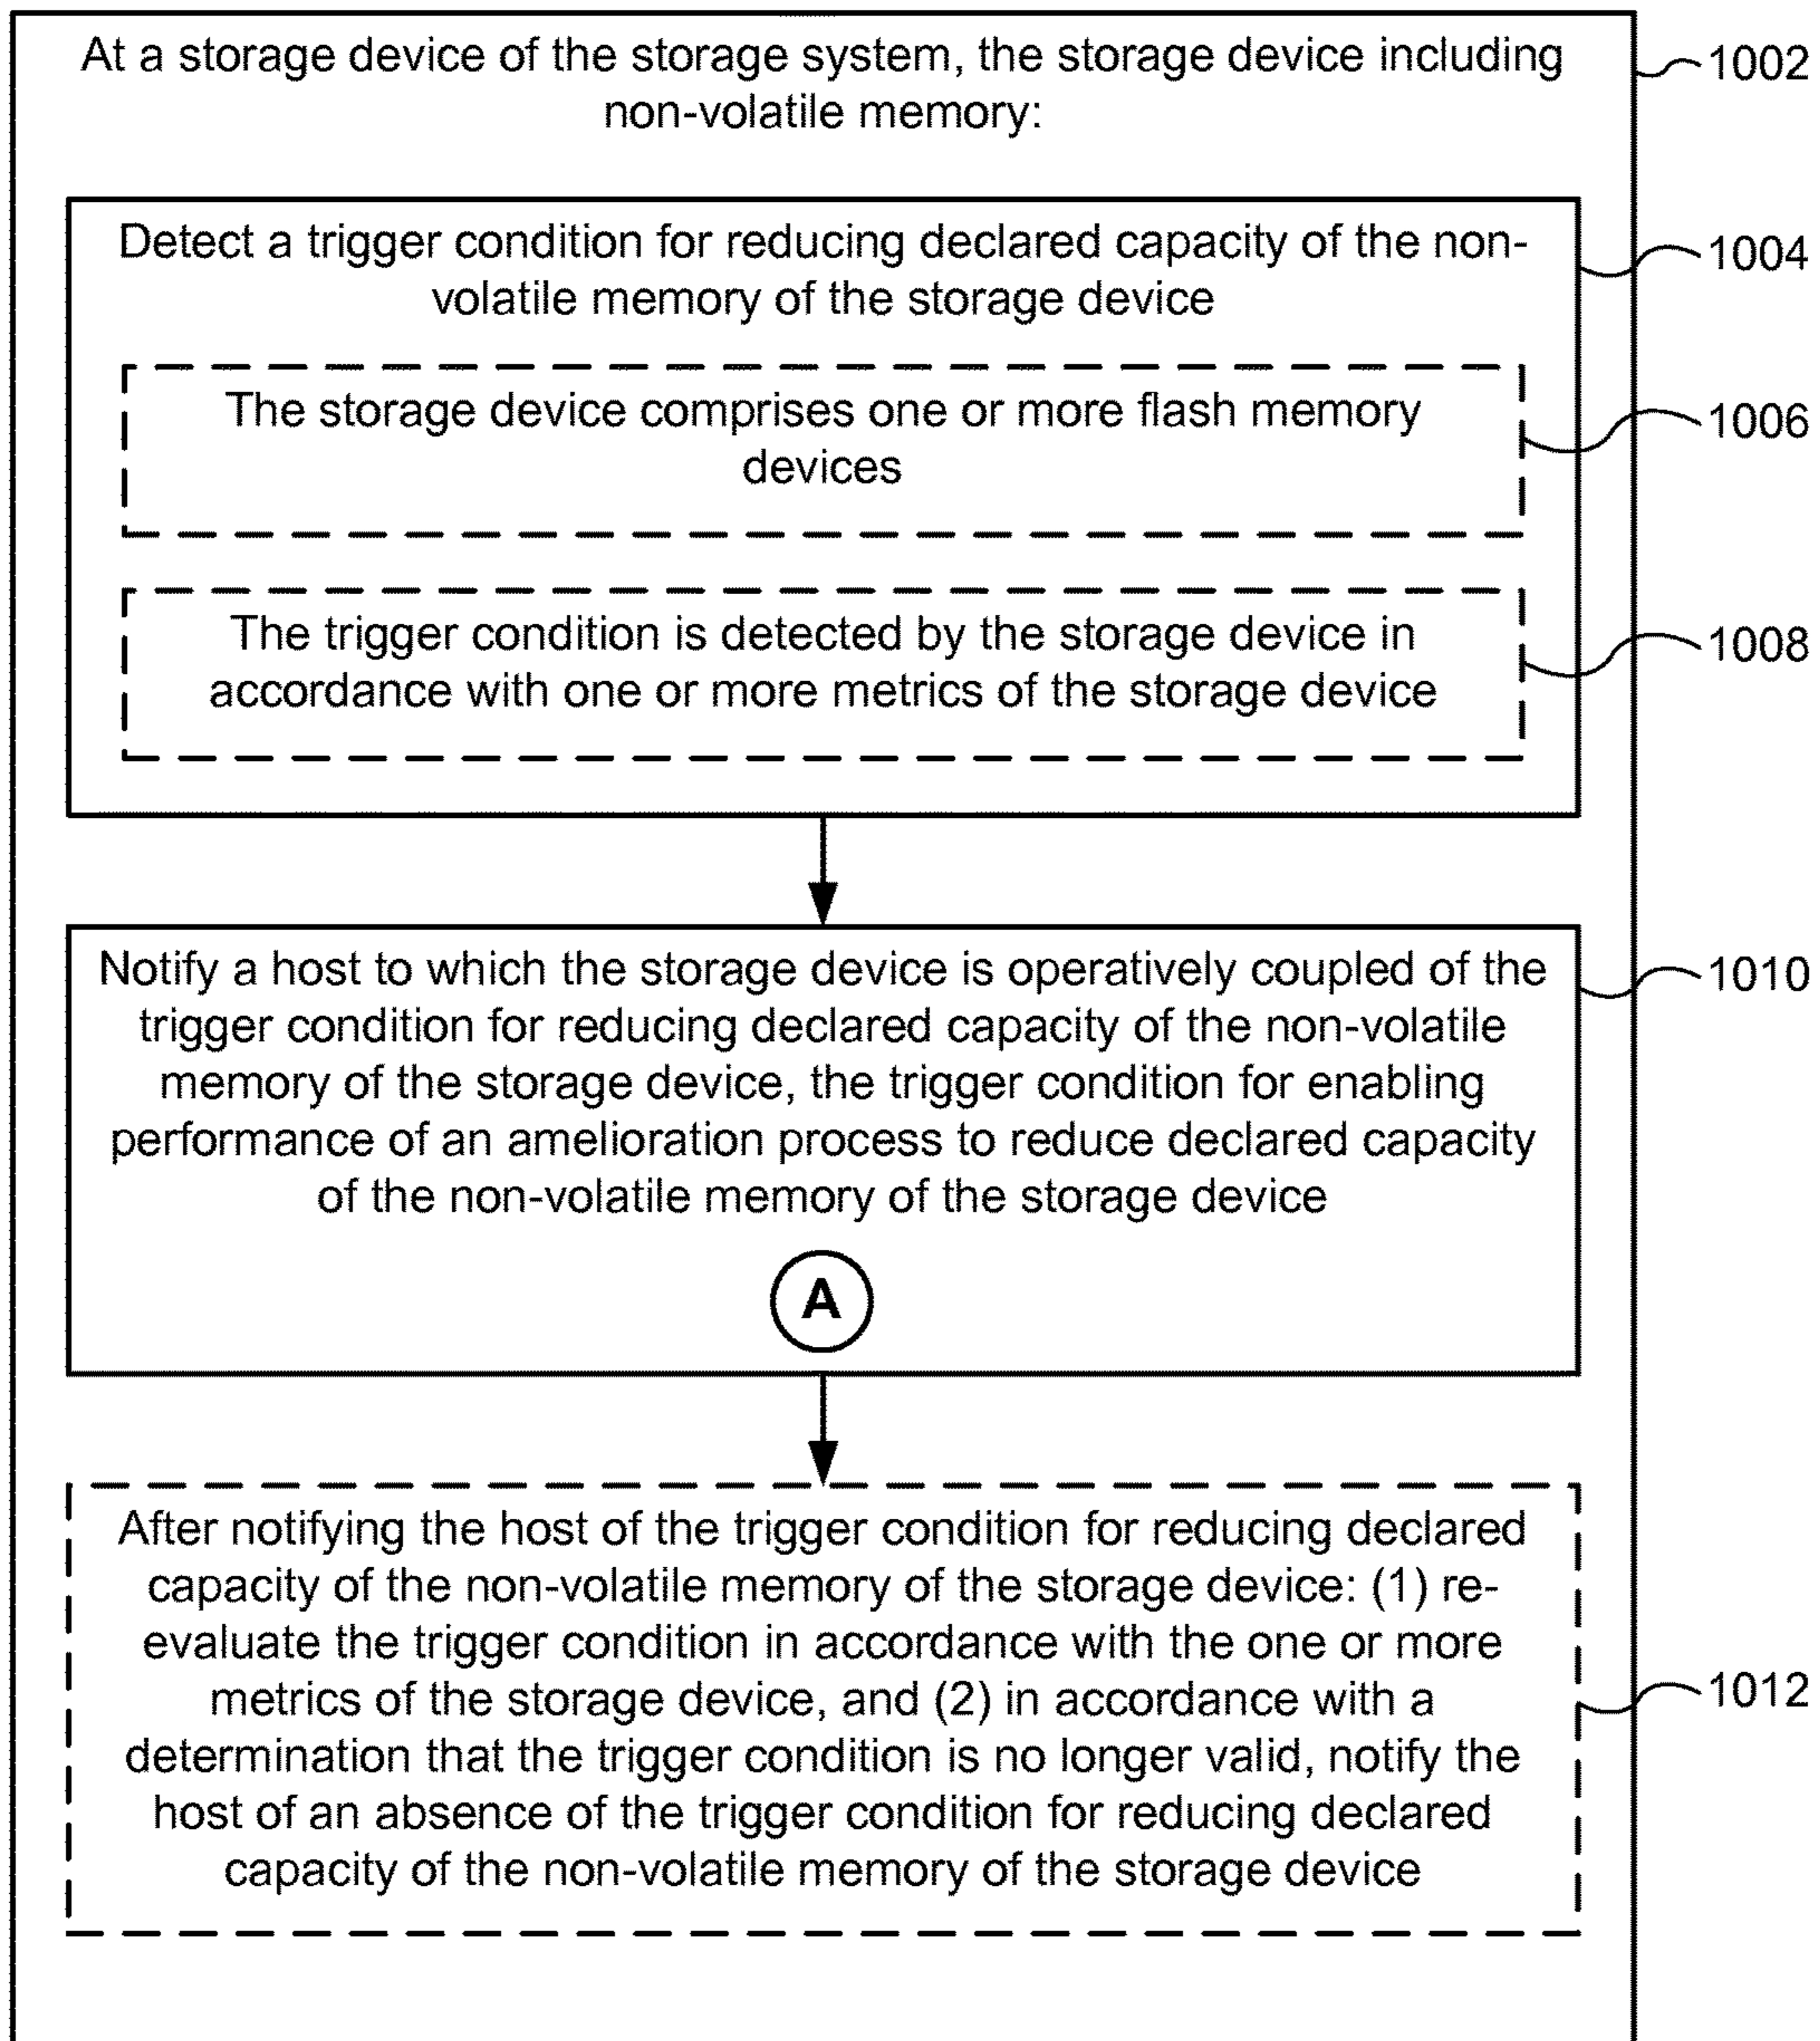 At a storage device of the storage system, the storage device including
non-volatile memory:
1002
Detect a trigger condition for reducing declared capacity of the non-
volatile memory of the storage device
1004
The storage device comprises one or more flash memory
devices
1006
The trigger condition is detected by the storage device in
accordance with one or more metrics of the storage device
1008
Notify a host to which the storage device is operatively coupled of the
trigger condition for reducing declared capacity of the non-volatile
memory of the storage device, the trigger condition for enabling
performance of an amelioration process to reduce declared capacity
of the non-volatile memory of the storage device
1010
A
After notifying the host of the trigger condition for reducing declared
capacity of the non-volatile memory of the storage device: (1) re-
evaluate the trigger condition in accordance with the one or more
metrics of the storage device, and (2) in accordance with a
determination that the trigger condition is no longer valid, notify the
host of an absence of the trigger condition for reducing declared
capacity of the non-volatile memory of the storage device
1012